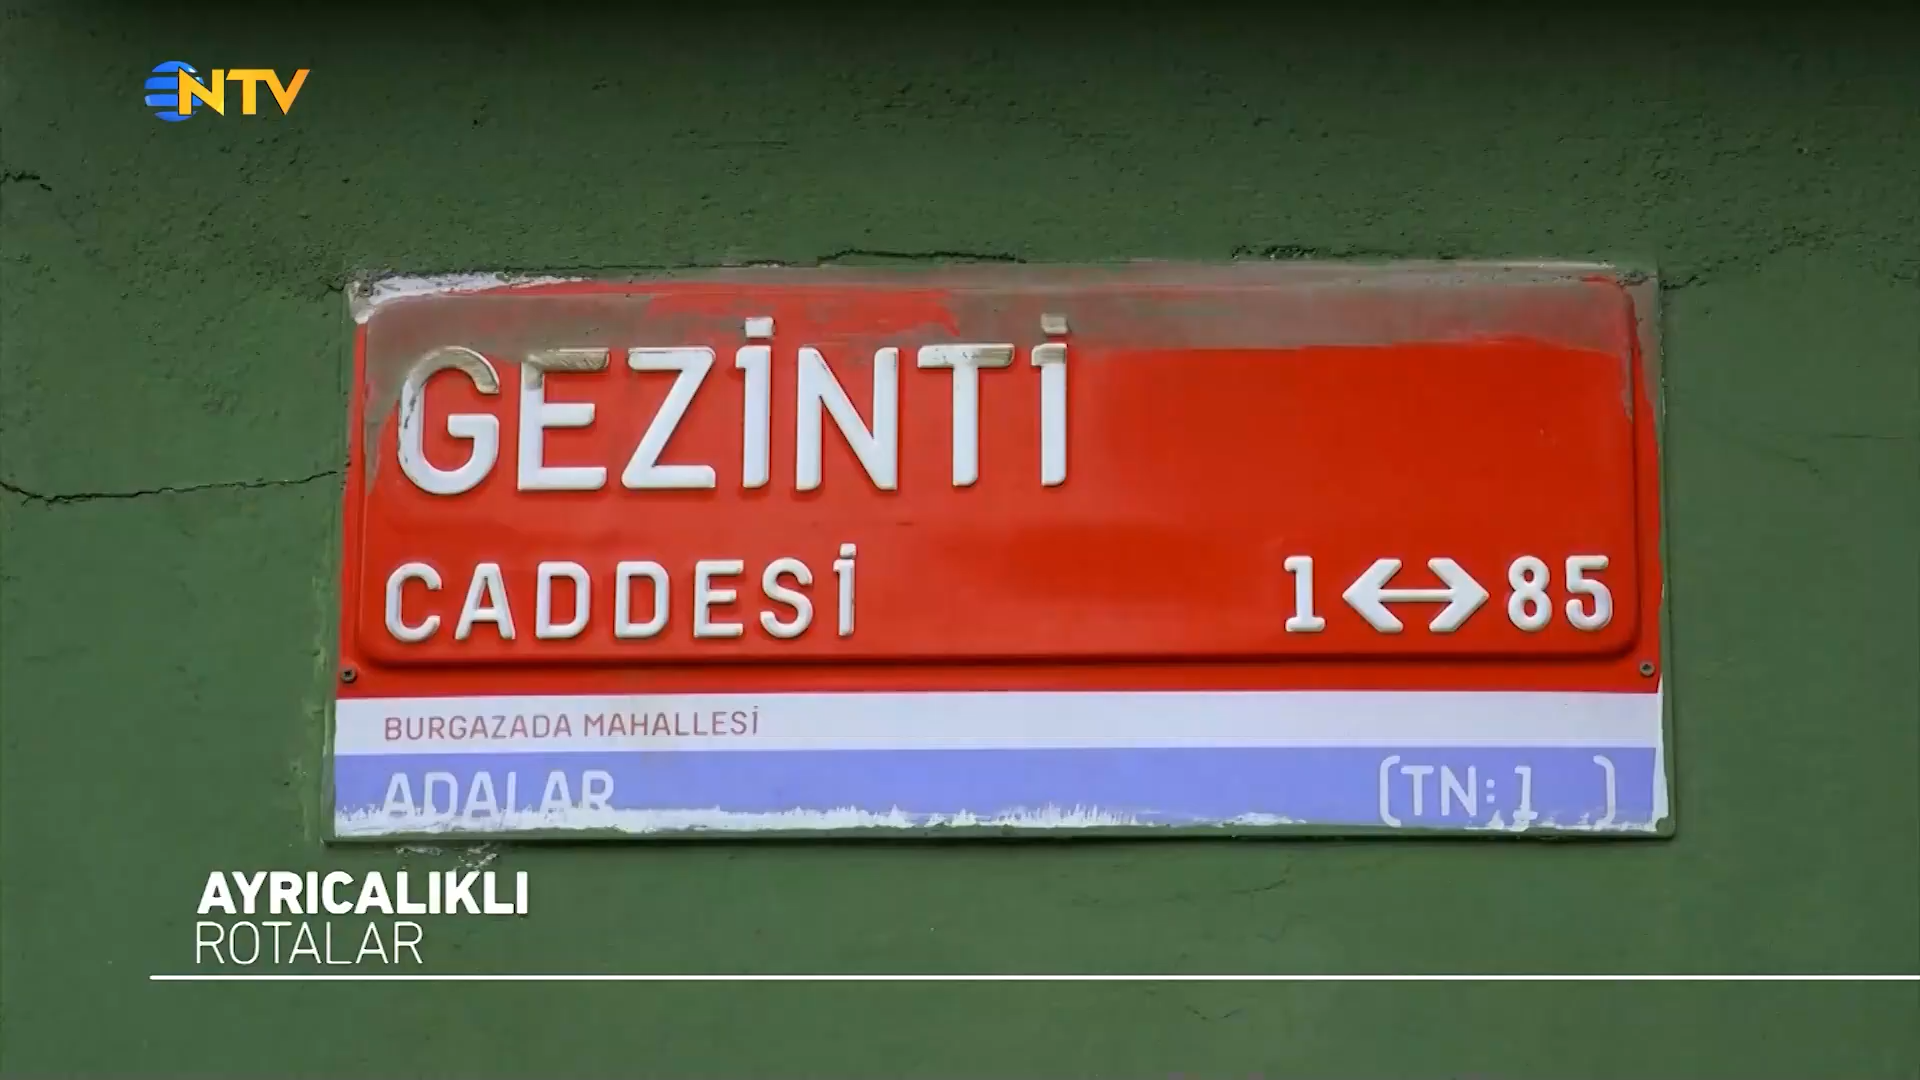 NTV
GEZİNTİ
CADDESİ 1↔85
BURGAZADA MAHALLESİ
ADALAR (TN:1 )
AYRICALIKLI
ROTALAR